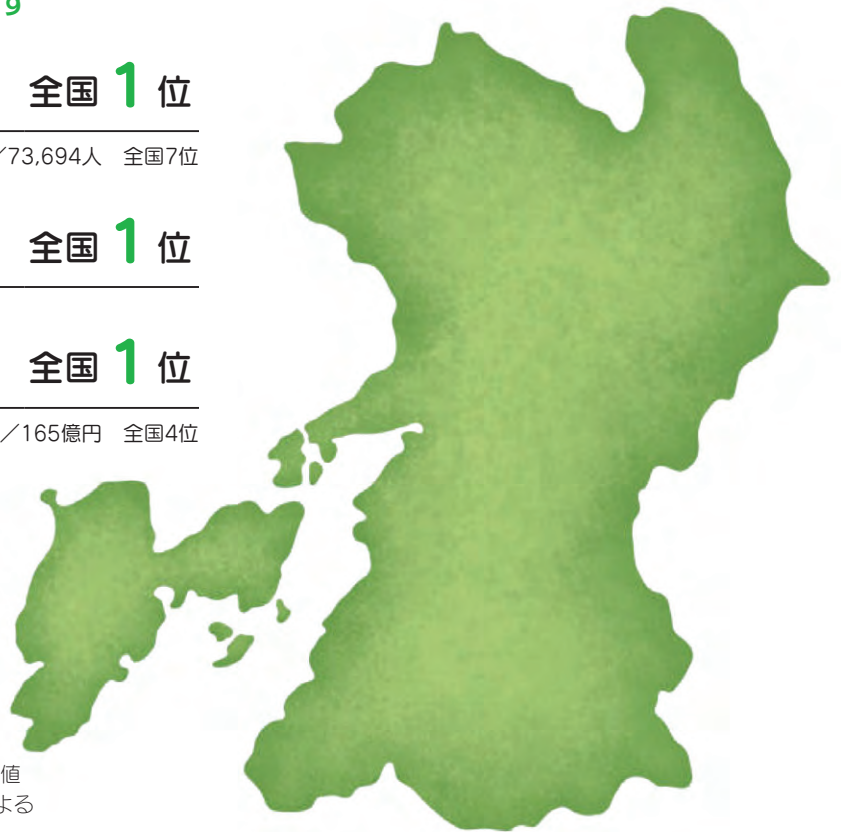 9
全国 1 位
/73,694人 全国7位
全国 1 位
全国 1 位
/165億円 全国4位
値
よる